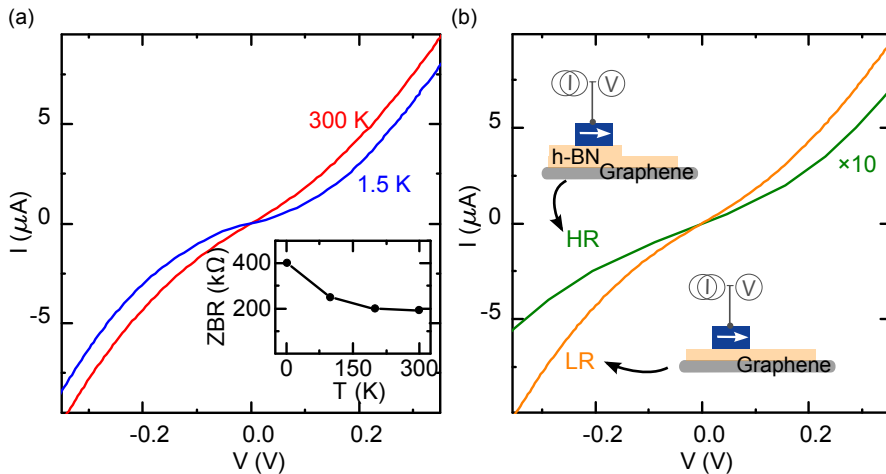 (a)
I (μA)
5
0
-5
300 K
1.5 K
ZBR (kΩ)
400
200
0
150
300
T (K)
-0.2
0.0
0.2
V (V)
(b)
I (μA)
5
0
-5
I
V
h-BN
Graphene
×10
HR
I
V
Graphene
LR
-0.2
0.0
0.2
V (V)